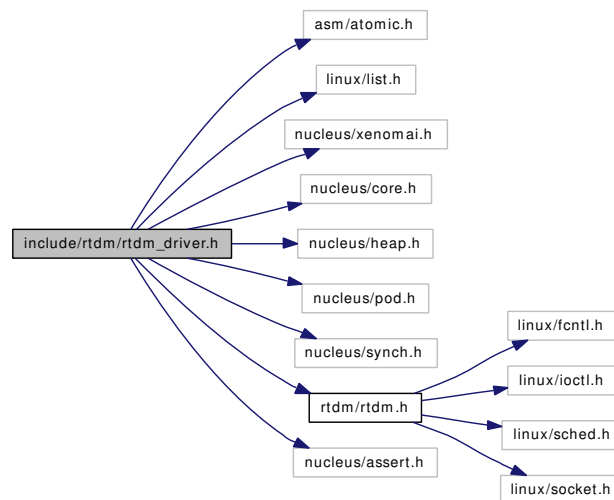 asm/atomic.h
linux/list.h
nucleus/xenomai.h
nucleus/core.h
include/rtdm/rtdm_driver.h
nucleus/heap.h
nucleus/pod.h
linux/fcntl.h
nucleus/synch.h
linux/ioctl.h
rtdm/rtdm.h
linux/sched.h
nucleus/assert.h
linux/socket.h